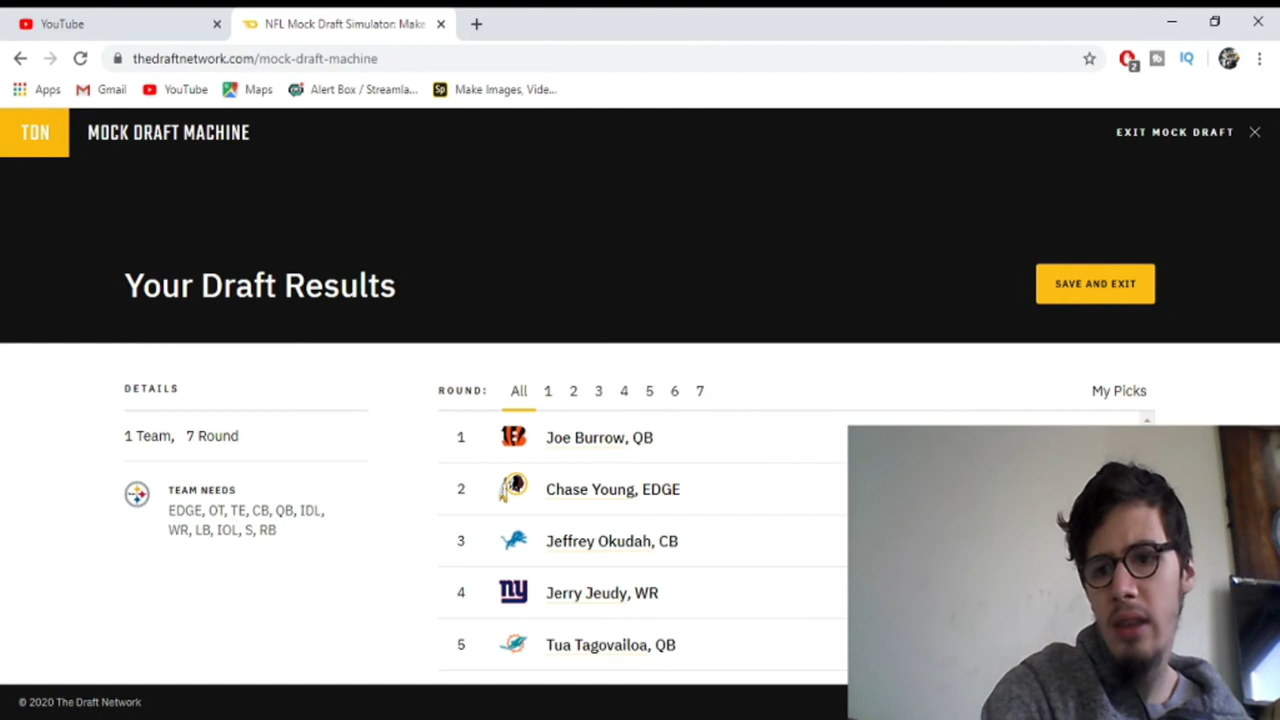 YouTube
NFL Mock Draft Simulator: Make
thedraftnetwork.com/mock-draft-machine
2
IQ
Apps
Gmail
YouTube
Maps
Alert Box / Streamla...
Sp
Make Images, Vide...
TDN
MOCK DRAFT MACHINE
EXIT MOCK DRAFT
Your Draft Results
SAVE AND EXIT
DETAILS
1 Team, 7 Round
TEAM NEEDS
EDGE, OT, TE, CB, QB, IDL,
WR, LB, IOL, S, RB
ROUND: All 1 2 3 4 5 6 7
My Picks
1 Joe Burrow, QB
2 Chase Young, EDGE
3 Jeffrey Okudah, CB
4 ny Jerry Jeudy, WR
5 Tua Tagovailoa, QB
© 2020 The Draft Network